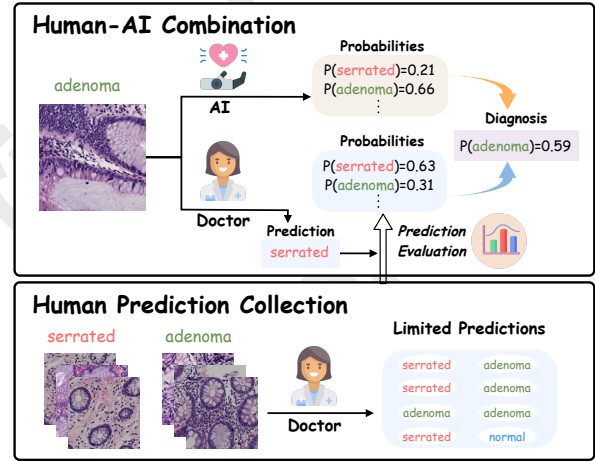 Human-AI Combination
adenoma
AI
Doctor
Probabilities
P(serrated)=0.21
P(adenoma)=0.66
⋮
Probabilities
P(serrated)=0.63
P(adenoma)=0.31
⋮
Diagnosis
P(adenoma)=0.59
Prediction
serrated
Prediction
Evaluation
Human Prediction Collection
serrated
adenoma
Doctor
Limited Predictions
serrated adenoma
serrated adenoma
adenoma adenoma
serrated normal